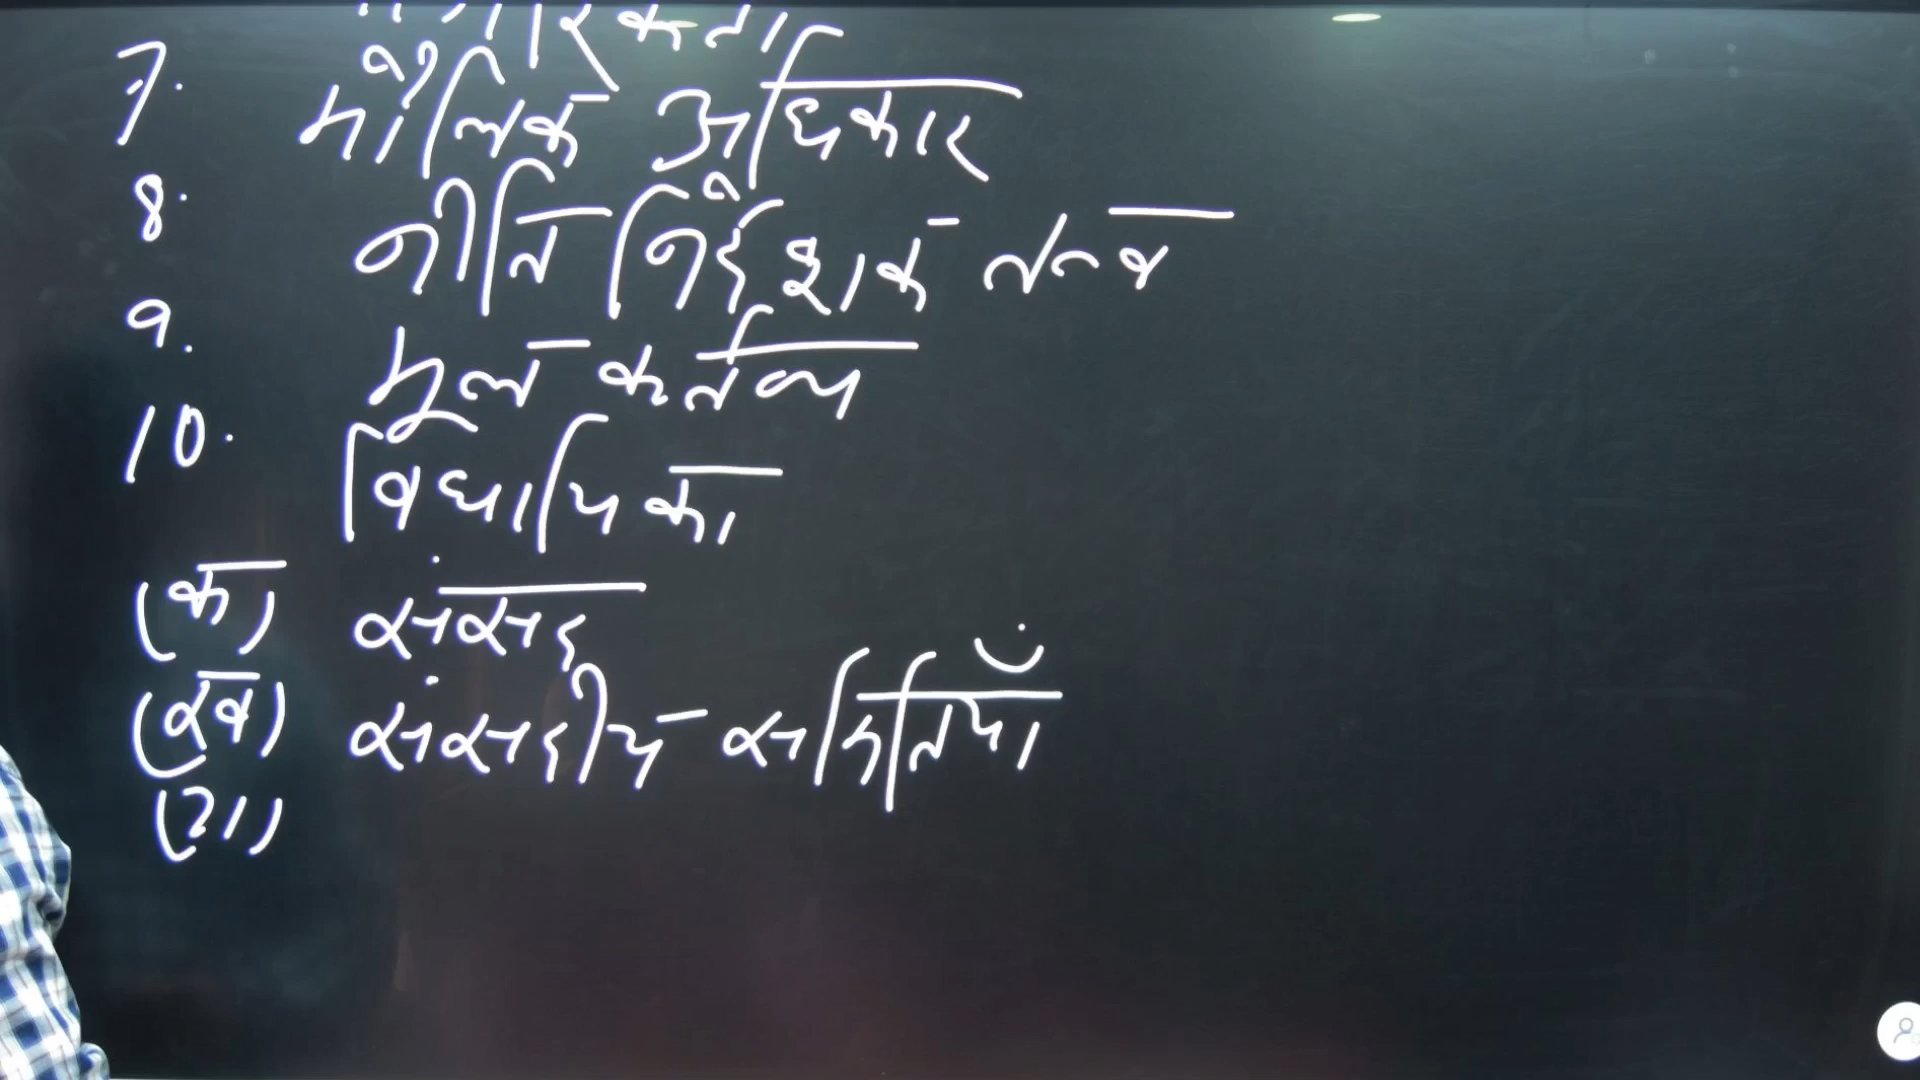 7. मौलिक अधिकार
8. नीति निर्देशक तत्व
9. मूल कर्तव्य
10. विधायिका
(क) संसद
(ख) संसदीय समितियाँ
(ग)